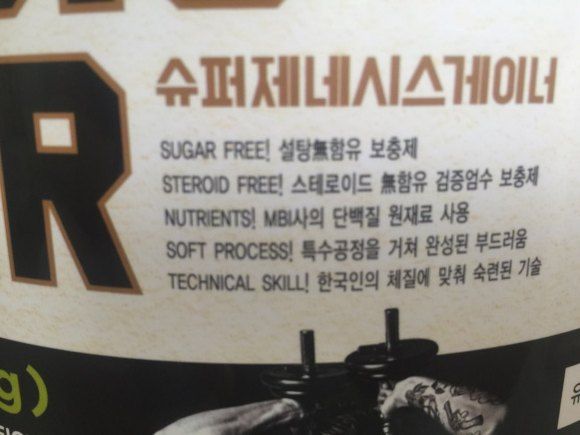 R
슈퍼제네시스게이너
SUGAR FREE! 설탕無함유 보충제
STEROID FREE! 스테로이드 無함유 검증엄수 보충제
NUTRIENTS! MBI사의 단백질 원재료 사용
SOFT PROCESS! 특수공정을 거쳐 완성된 부드러움
TECHNICAL SKILL! 한국인의 체질에 맞춰 숙련된 기술
g)
유